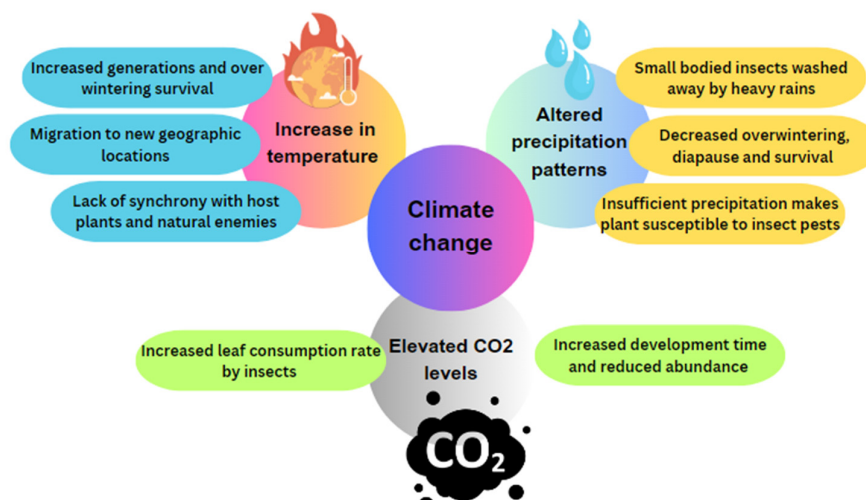 Increased generations and over
wintering survival
Migration to new geographic
locations
Lack of synchrony with host
plants and natural enemies
Increase in
temperature
Climate
change
Altered
precipitation
patterns
Small bodied insects washed
away by heavy rains
Decreased overwintering,
diapause and survival
Insufficient precipitation makes
plant susceptible to insect pests
Increased leaf consumption rate
by insects
Elevated CO2
levels
Increased development time
and reduced abundance
CO₂